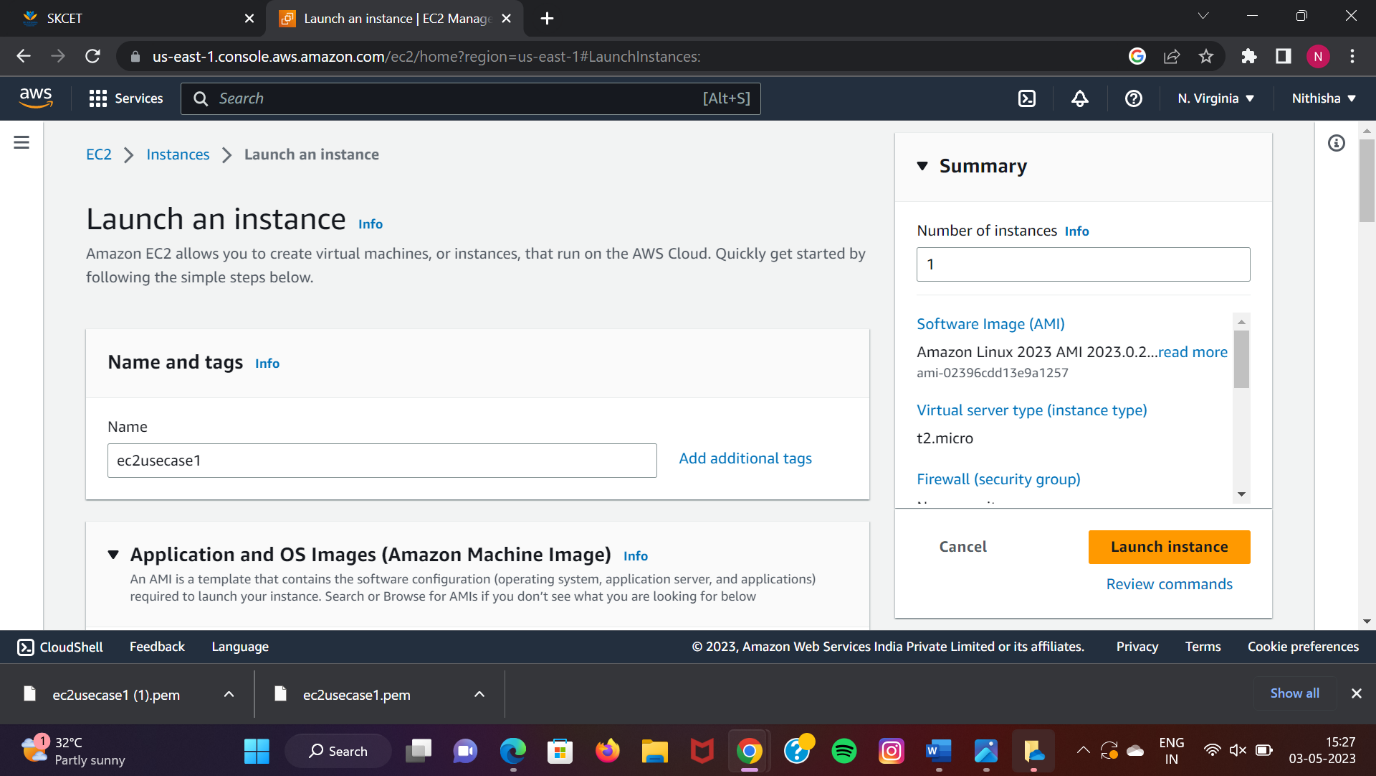 SKCET
Launch an instance | EC2 Manage
us-east-1.console.aws.amazon.com/ec2/home?region=us-east-1#LaunchInstances:
N
aws
Services
Search
[Alt+S]
N. Virginia
Nithisha
EC2
Instances
Launch an instance
Launch an instance Info
Amazon EC2 allows you to create virtual machines, or instances, that run on the AWS Cloud. Quickly get started by
following the simple steps below.
Name and tags Info
Name
ec2usecase1
Add additional tags
Application and OS Images (Amazon Machine Image) Info
An AMI is a template that contains the software configuration (operating system, application server, and applications)
required to launch your instance. Search or Browse for AMIs if you don't see what you are looking for below
Summary
Number of instances Info
1
Software Image (AMI)
Amazon Linux 2023 AMI 2023.0.2...read more
ami-02396cdd13e9a1257
Virtual server type (instance type)
t2.micro
Firewall (security group)
Cancel
Launch instance
Review commands
CloudShell
Feedback
Language
© 2023, Amazon Web Services India Private Limited or its affiliates.
Privacy
Terms
Cookie preferences
ec2usecase1 (1).pem
ec2usecase1.pem
Show all
1
32°C
Partly sunny
Search
ENG
IN
15:27
03-05-2023